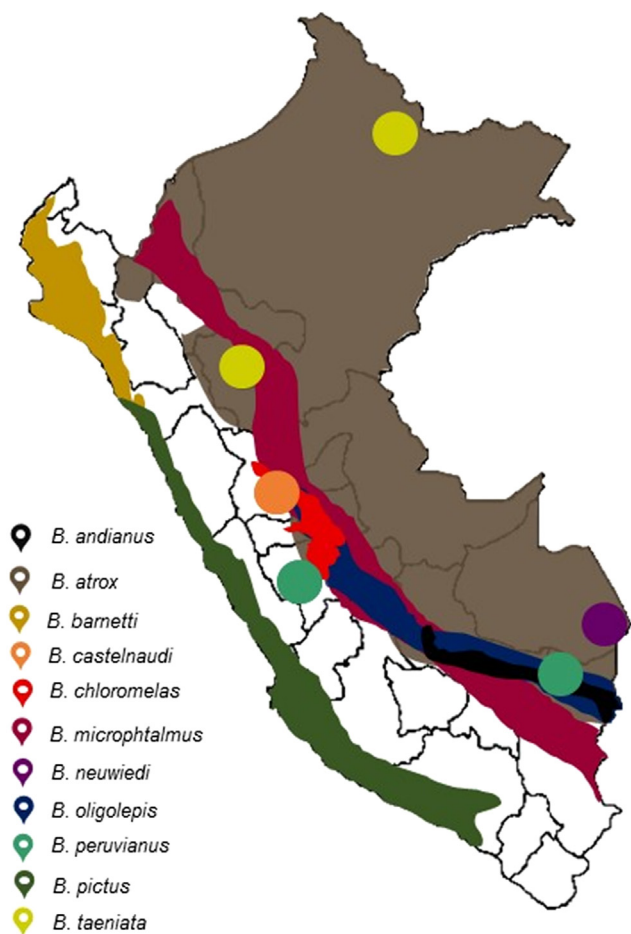 B. andianus
B. atrox
B. barnetti
B. castelnaudi
B. chloromelas
B. microphtalmus
B. neuwiedi
B. oligolepis
B. peruvianus
B. pictus
B. taeniata